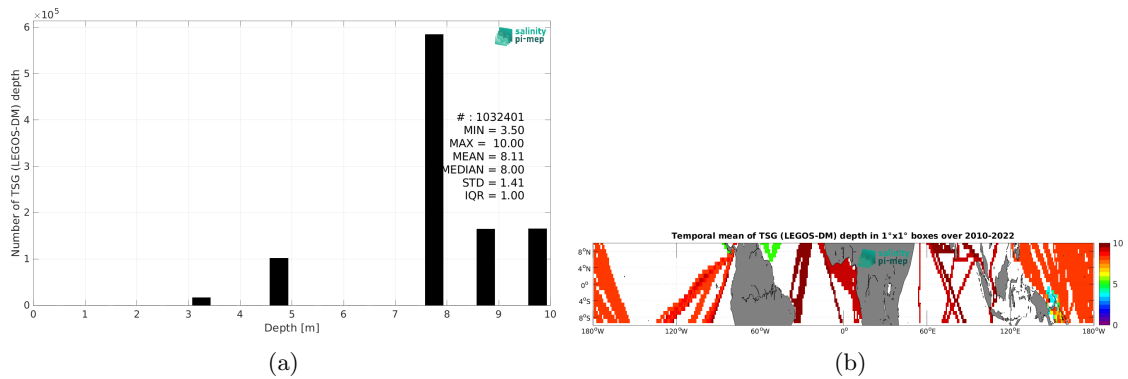 ×10^5
6
5
4
3
2
1
0
Number of TSG (LEGOS-DM) depth
salinity
pi-mep
# : 1032401
MIN = 3.50
MAX = 10.00
MEAN = 8.11
MEDIAN = 8.00
STD = 1.41
IQR = 1.00
0 1 2 3 4 5 6 7 8 9 10
Depth [m]
(a)
Temporal mean of TSG (LEGOS-DM) depth in 1°x1° boxes over 2010-2022
salinity
pi-mep
8°N
4°N
0°
4°S
8°S
180°W 120°W 60°W 0° 60°E 120°E 180°E
10
5
0
(b)